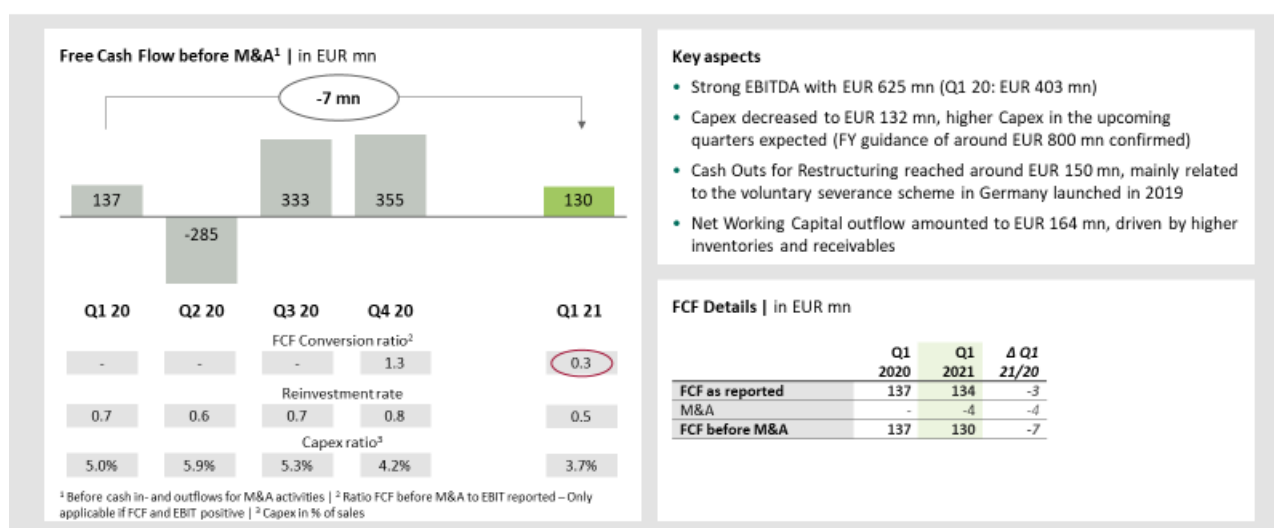 Free Cash Flow before M&A¹ | in EUR mn
-7 mn
137
-285
333
355
130
Q1 20 Q2 20 Q3 20 Q4 20 Q1 21
FCF Conversion ratio²
- - - 1.3 0.3
Reinvestment rate
0.7 0.6 0.7 0.8 0.5
Capex ratio³
5.0% 5.9% 5.3% 4.2% 3.7%
¹ Before cash in- and outflows for M&A activities | ² Ratio FCF before M&A to EBIT reported – Only
applicable if FCF and EBIT positive | ³ Capex in % of sales
Key aspects
• Strong EBITDA with EUR 625 mn (Q1 20: EUR 403 mn)
• Capex decreased to EUR 132 mn, higher Capex in the upcoming
quarters expected (FY guidance of around EUR 800 mn confirmed)
• Cash Outs for Restructuring reached around EUR 150 mn, mainly related
to the voluntary severance scheme in Germany launched in 2019
• Net Working Capital outflow amounted to EUR 164 mn, driven by higher
inventories and receivables
FCF Details | in EUR mn
Q1 Q1 Δ Q1
2020 2021 21/20
FCF as reported 137 134 -3
M&A - -4 -4
FCF before M&A 137 130 -7